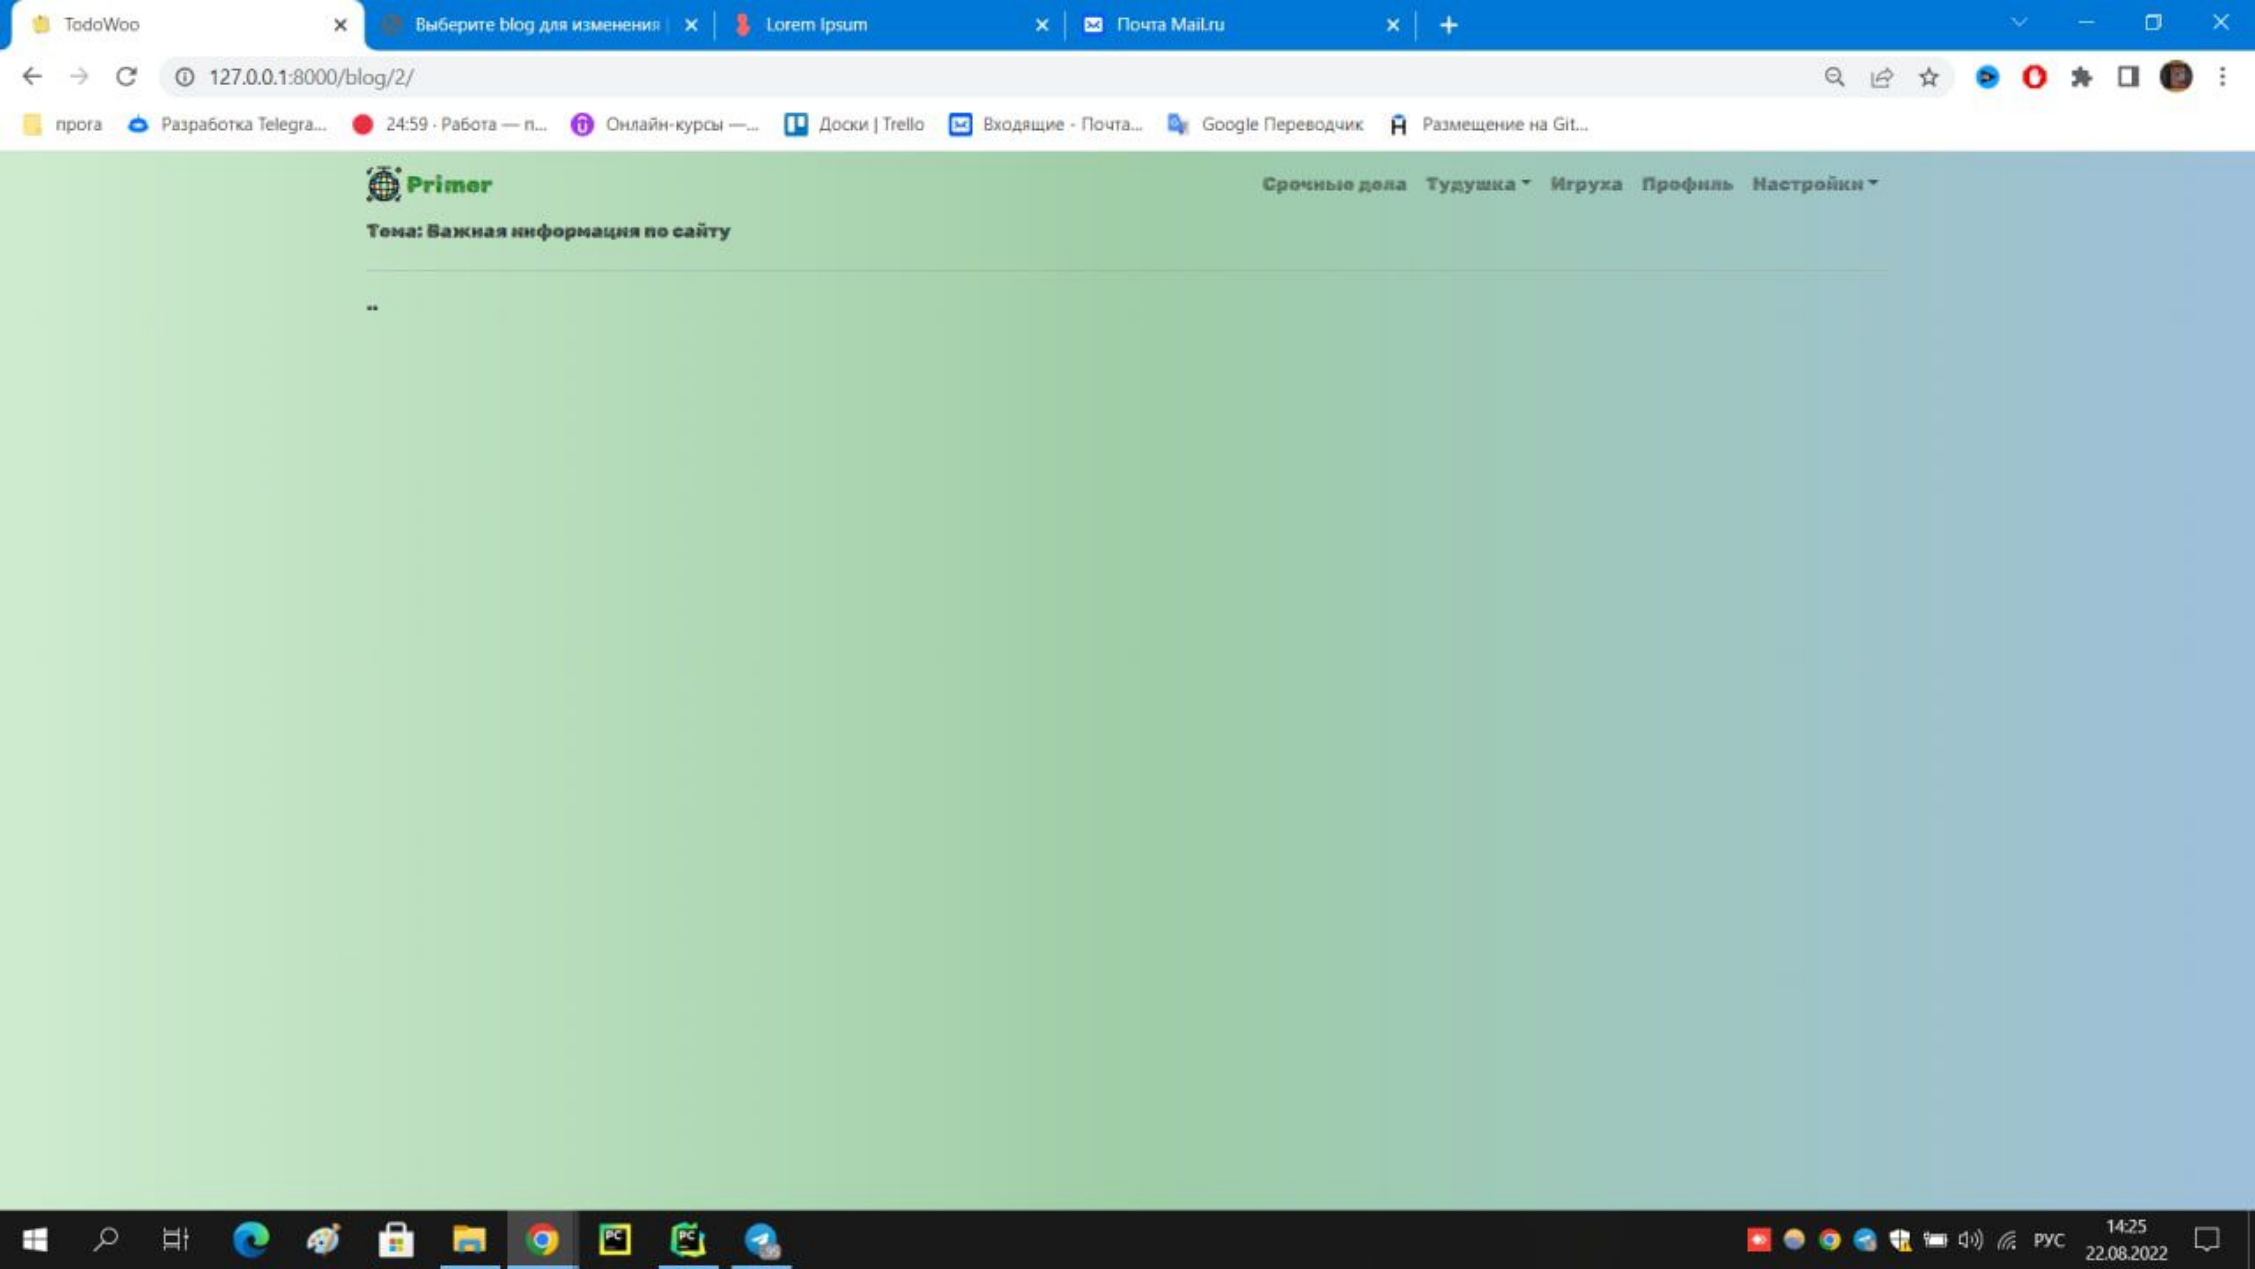 TodoWoo
Выберите blog для изменения
Lorem Ipsum
Почта Mail.ru
127.0.0.1:8000/blog/2/
прога
Разработка Telegra...
24:59 · Работа — п...
Онлайн-курсы —...
Доски | Trello
Входящие - Почта...
Google Переводчик
Размещение на Git...
Primer
Срочные дела
Тудушка
Игруха
Профиль
Настройки
Тема: Важная информация по сайту
..
PC
PC
РУС
14:25
22.08.2022